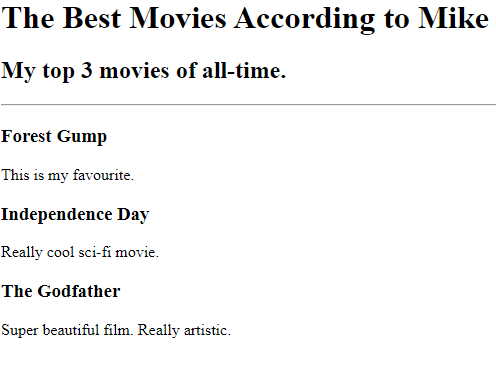 The Best Movies According to Mike
My top 3 movies of all-time.
Forest Gump
This is my favourite.
Independence Day
Really cool sci-fi movie.
The Godfather
Super beautiful film. Really artistic.